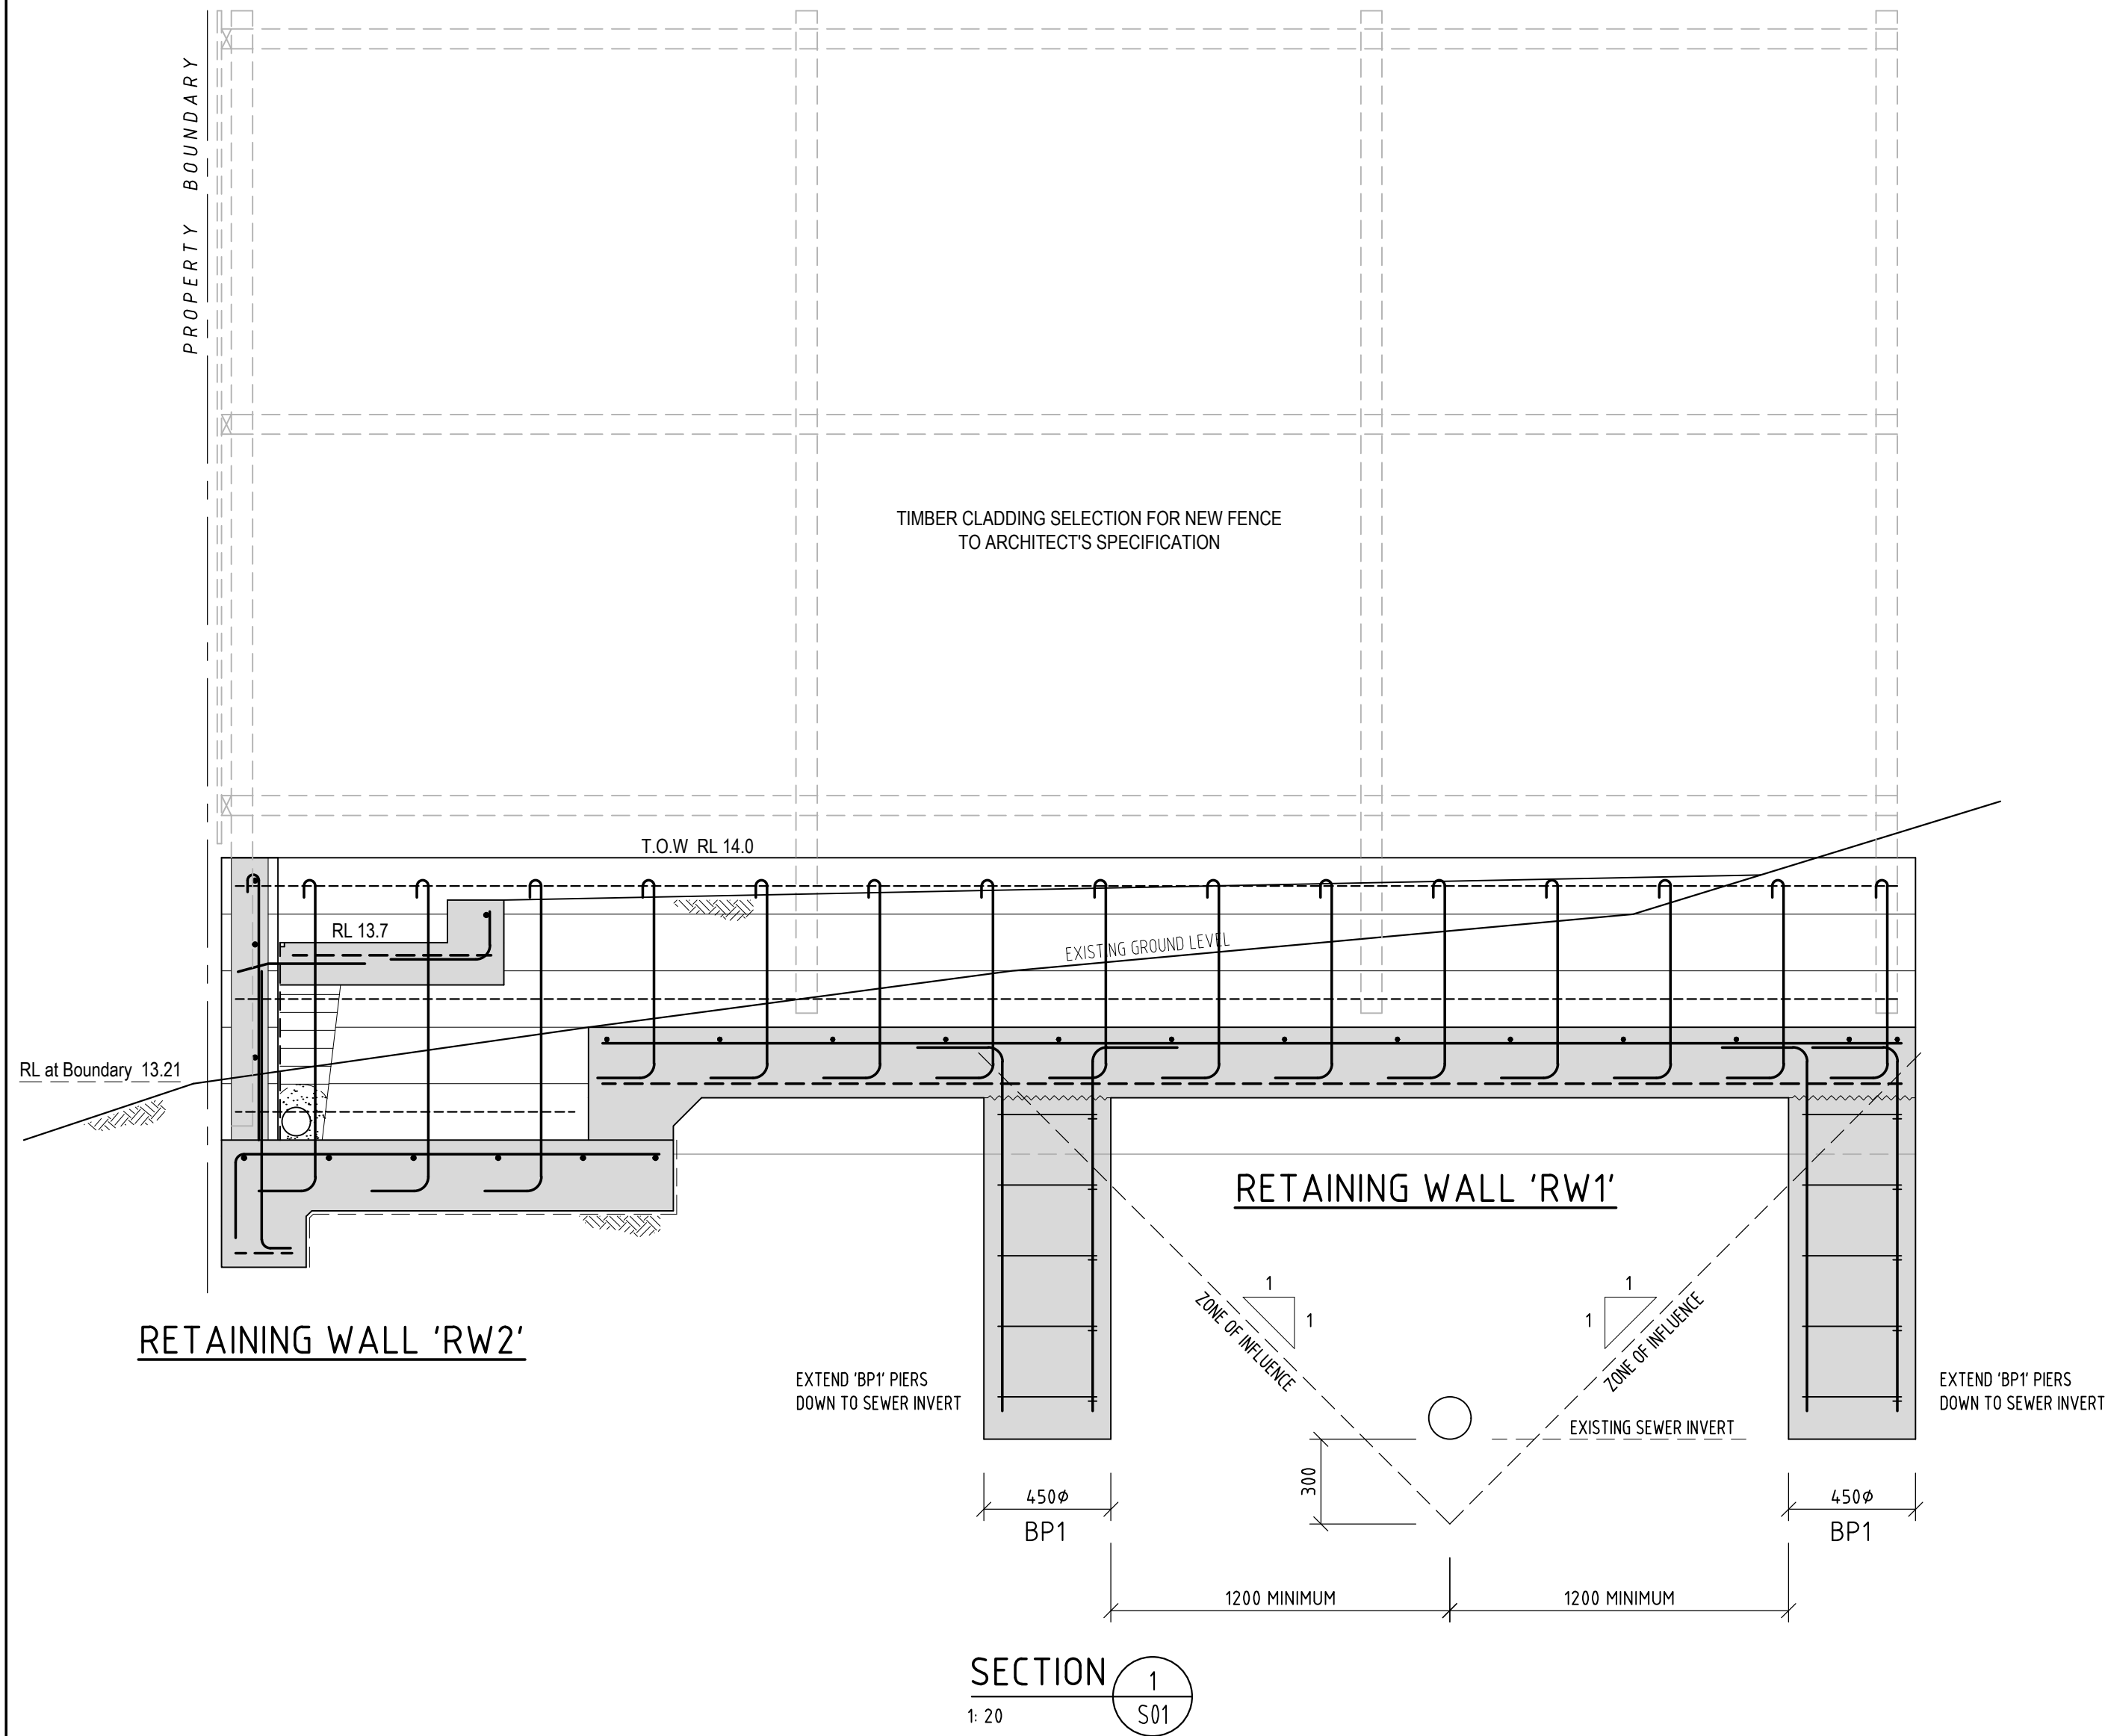 PROPERTY BOUNDARY
TIMBER CLADDING SELECTION FOR NEW FENCE
TO ARCHITECT'S SPECIFICATION
T.O.W RL 14.0
RL 13.7
EXISTING GROUND LEVEL
RL at Boundary 13.21
RETAINING WALL 'RW1'
RETAINING WALL 'RW2'
1
1
1
1
ZONE OF INFLUENCE
ZONE OF INFLUENCE
EXTEND 'BP1' PIERS
DOWN TO SEWER INVERT
EXTEND 'BP1' PIERS
DOWN TO SEWER INVERT
EXISTING SEWER INVERT
300
450ø
BP1
450ø
BP1
1200 MINIMUM
1200 MINIMUM
SECTION
1
1: 20
S01